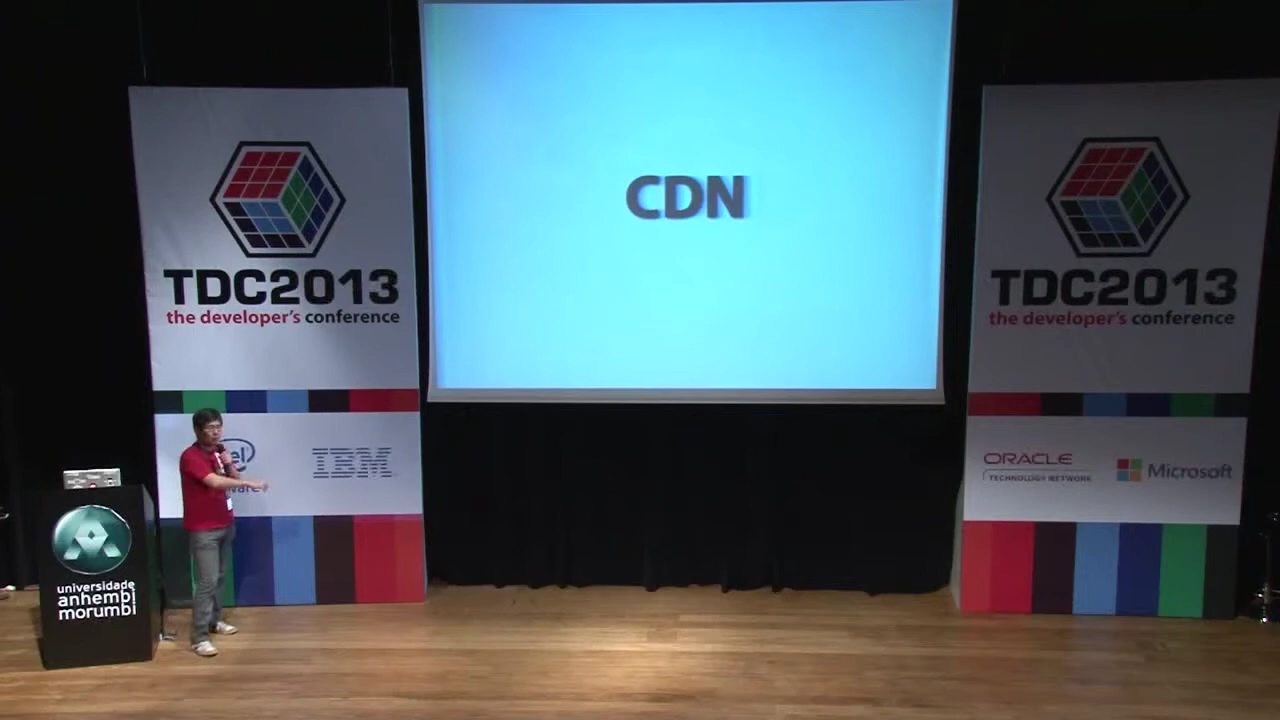 CDN
TDC2013
the developer's conference
IBM
universidade
anhembi
morumbi
TDC2013
the developer's conference
ORACLE
TECHNOLOGY NETWORK
Microsoft